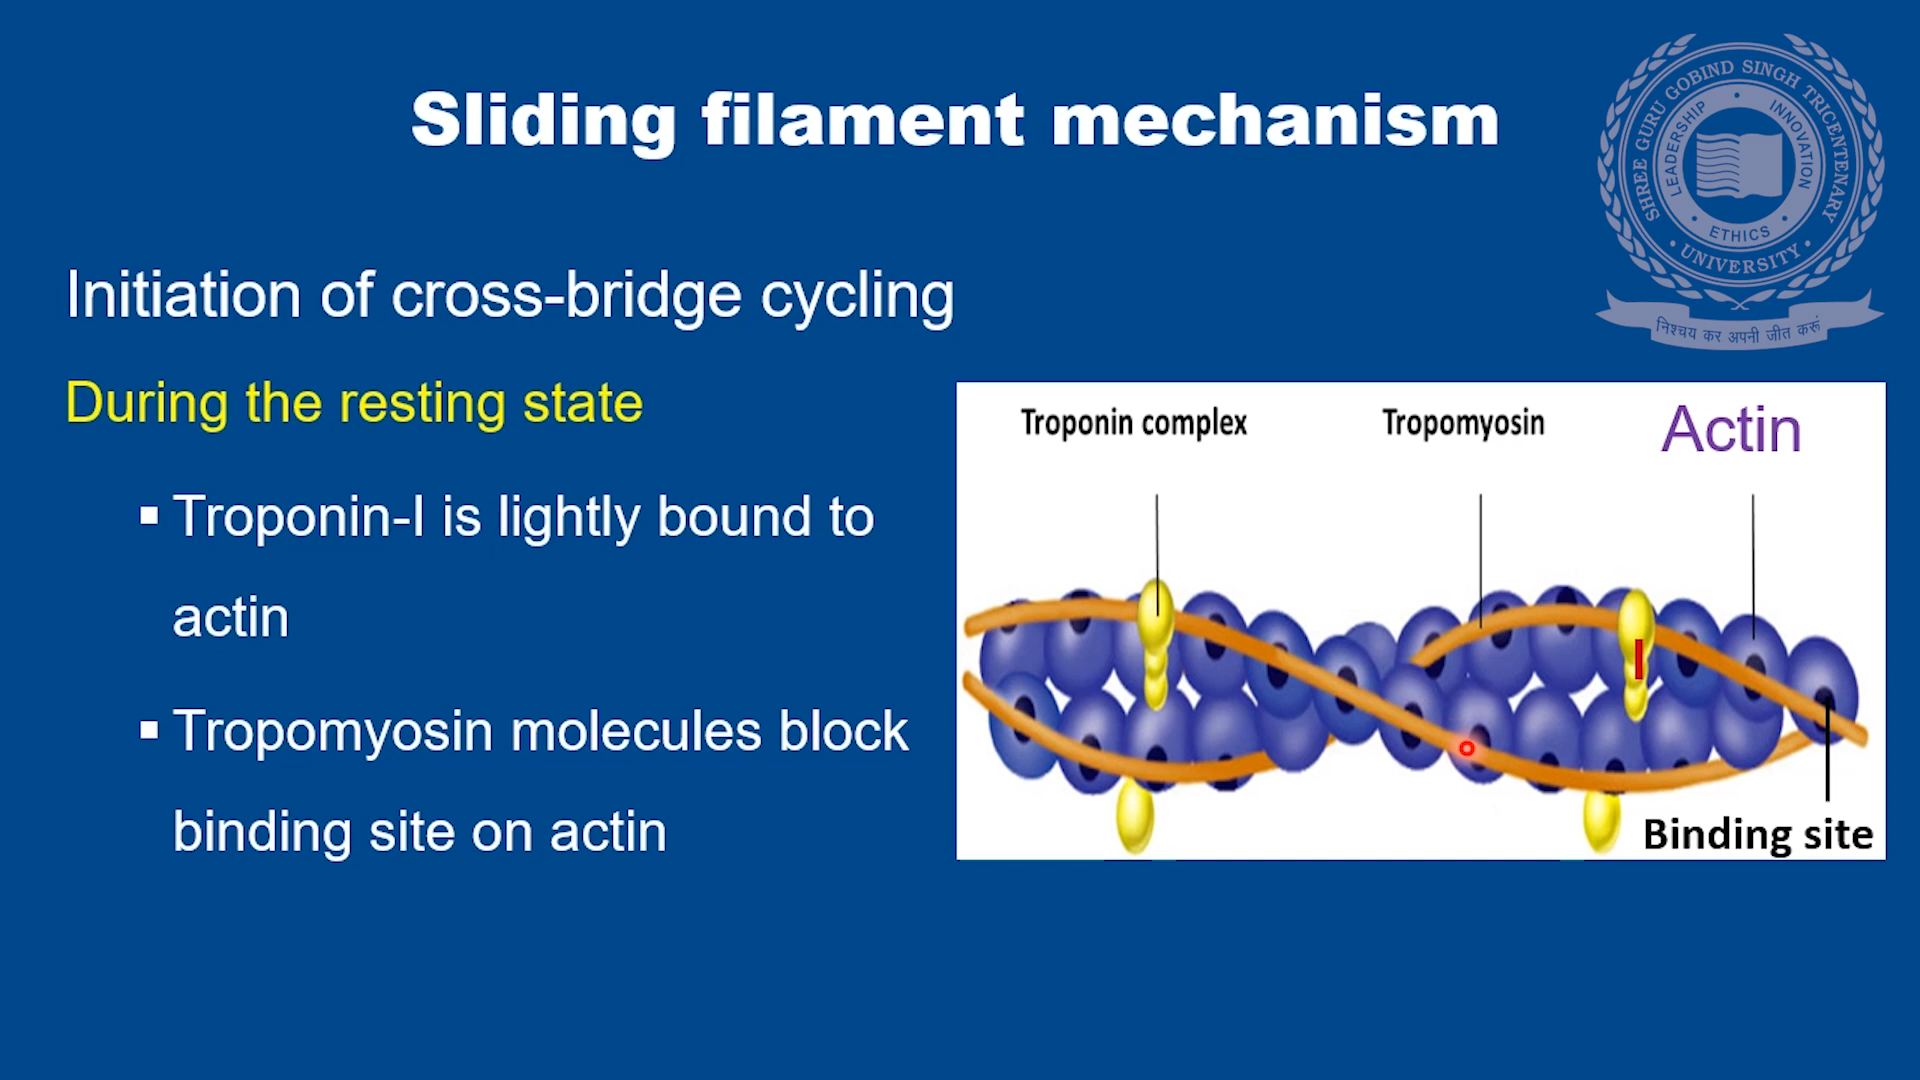 Sliding filament mechanism
SHREE GURU GOBIND SINGH TRICENTENARY
UNIVERSITY
LEADERSHIP
INNOVATION
ETHICS
निश्चय कर अपनी जीत करूं
Initiation of cross-bridge cycling
During the resting state
▪ Troponin-I is lightly bound to
actin
▪ Tropomyosin molecules block
binding site on actin
Troponin complex
Tropomyosin
Actin
I
Binding site